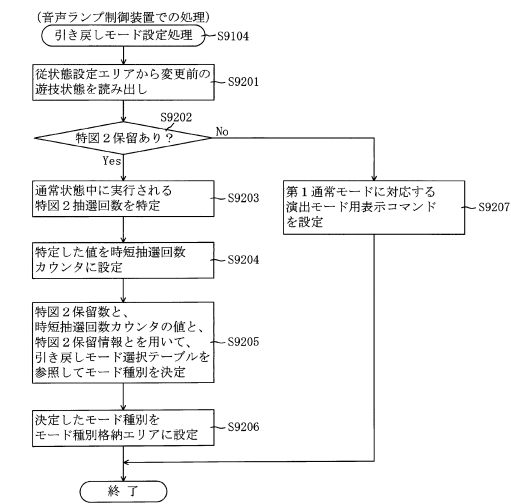 (音声ランプ制御装置での処理)
引き戻しモード設定処理
S9104
従状態設定エリアから変更前の
遊技状態を読み出し
S9201
S9202
特図２保留あり？
No
Yes
通常状態中に実行される
特図２抽選回数を特定
S9203
第１通常モードに対応する
演出モード用表示コマンド
を設定
S9207
特定した値を時短抽選回数
カウンタに設定
S9204
特図２保留数と、
時短抽選回数カウンタの値と、
特図２保留情報とを用いて、
引き戻しモード選択テーブルを
参照してモード種別を決定
S9205
決定したモード種別を
モード種別格納エリアに設定
S9206
終了